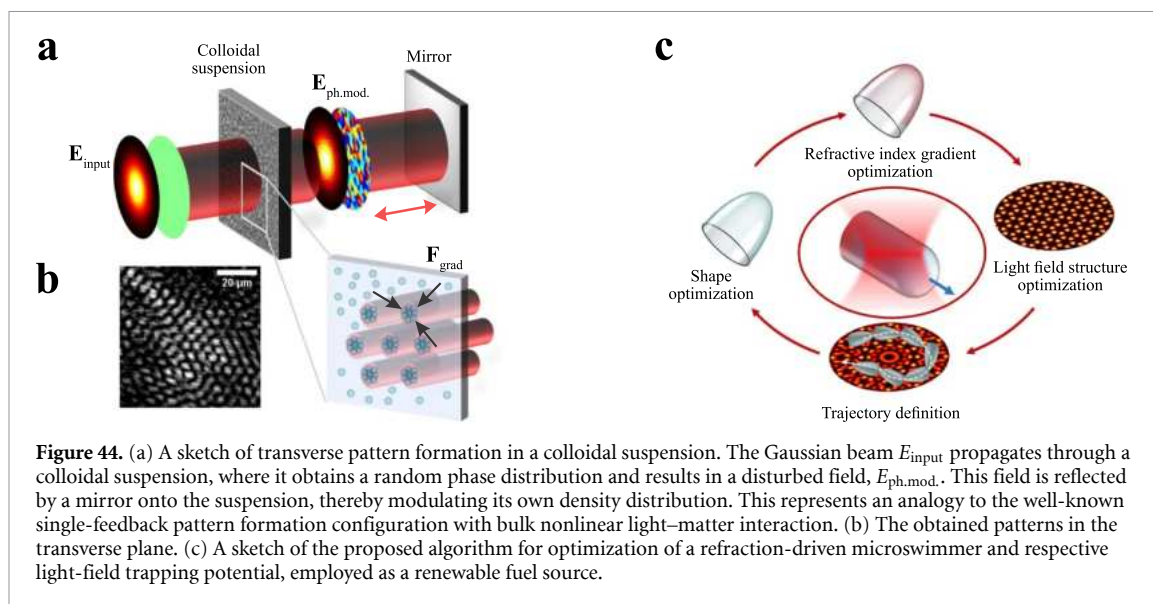 a
Colloidal
suspension
Mirror
E ph.mod.
E input
b
20 µm
F grad
c
Refractive index gradient
optimization
Shape
optimization
Light field structure
optimization
Trajectory definition
Figure 44. (a) A sketch of transverse pattern formation in a colloidal suspension. The Gaussian beam E input propagates through a
colloidal suspension, where it obtains a random phase distribution and results in a disturbed field, E ph.mod.. This field is reflected
by a mirror onto the suspension, thereby modulating its own density distribution. This represents an analogy to the well-known
single-feedback pattern formation configuration with bulk nonlinear light–matter interaction. (b) The obtained patterns in the
transverse plane. (c) A sketch of the proposed algorithm for optimization of a refraction-driven microswimmer and respective
light-field trapping potential, employed as a renewable fuel source.